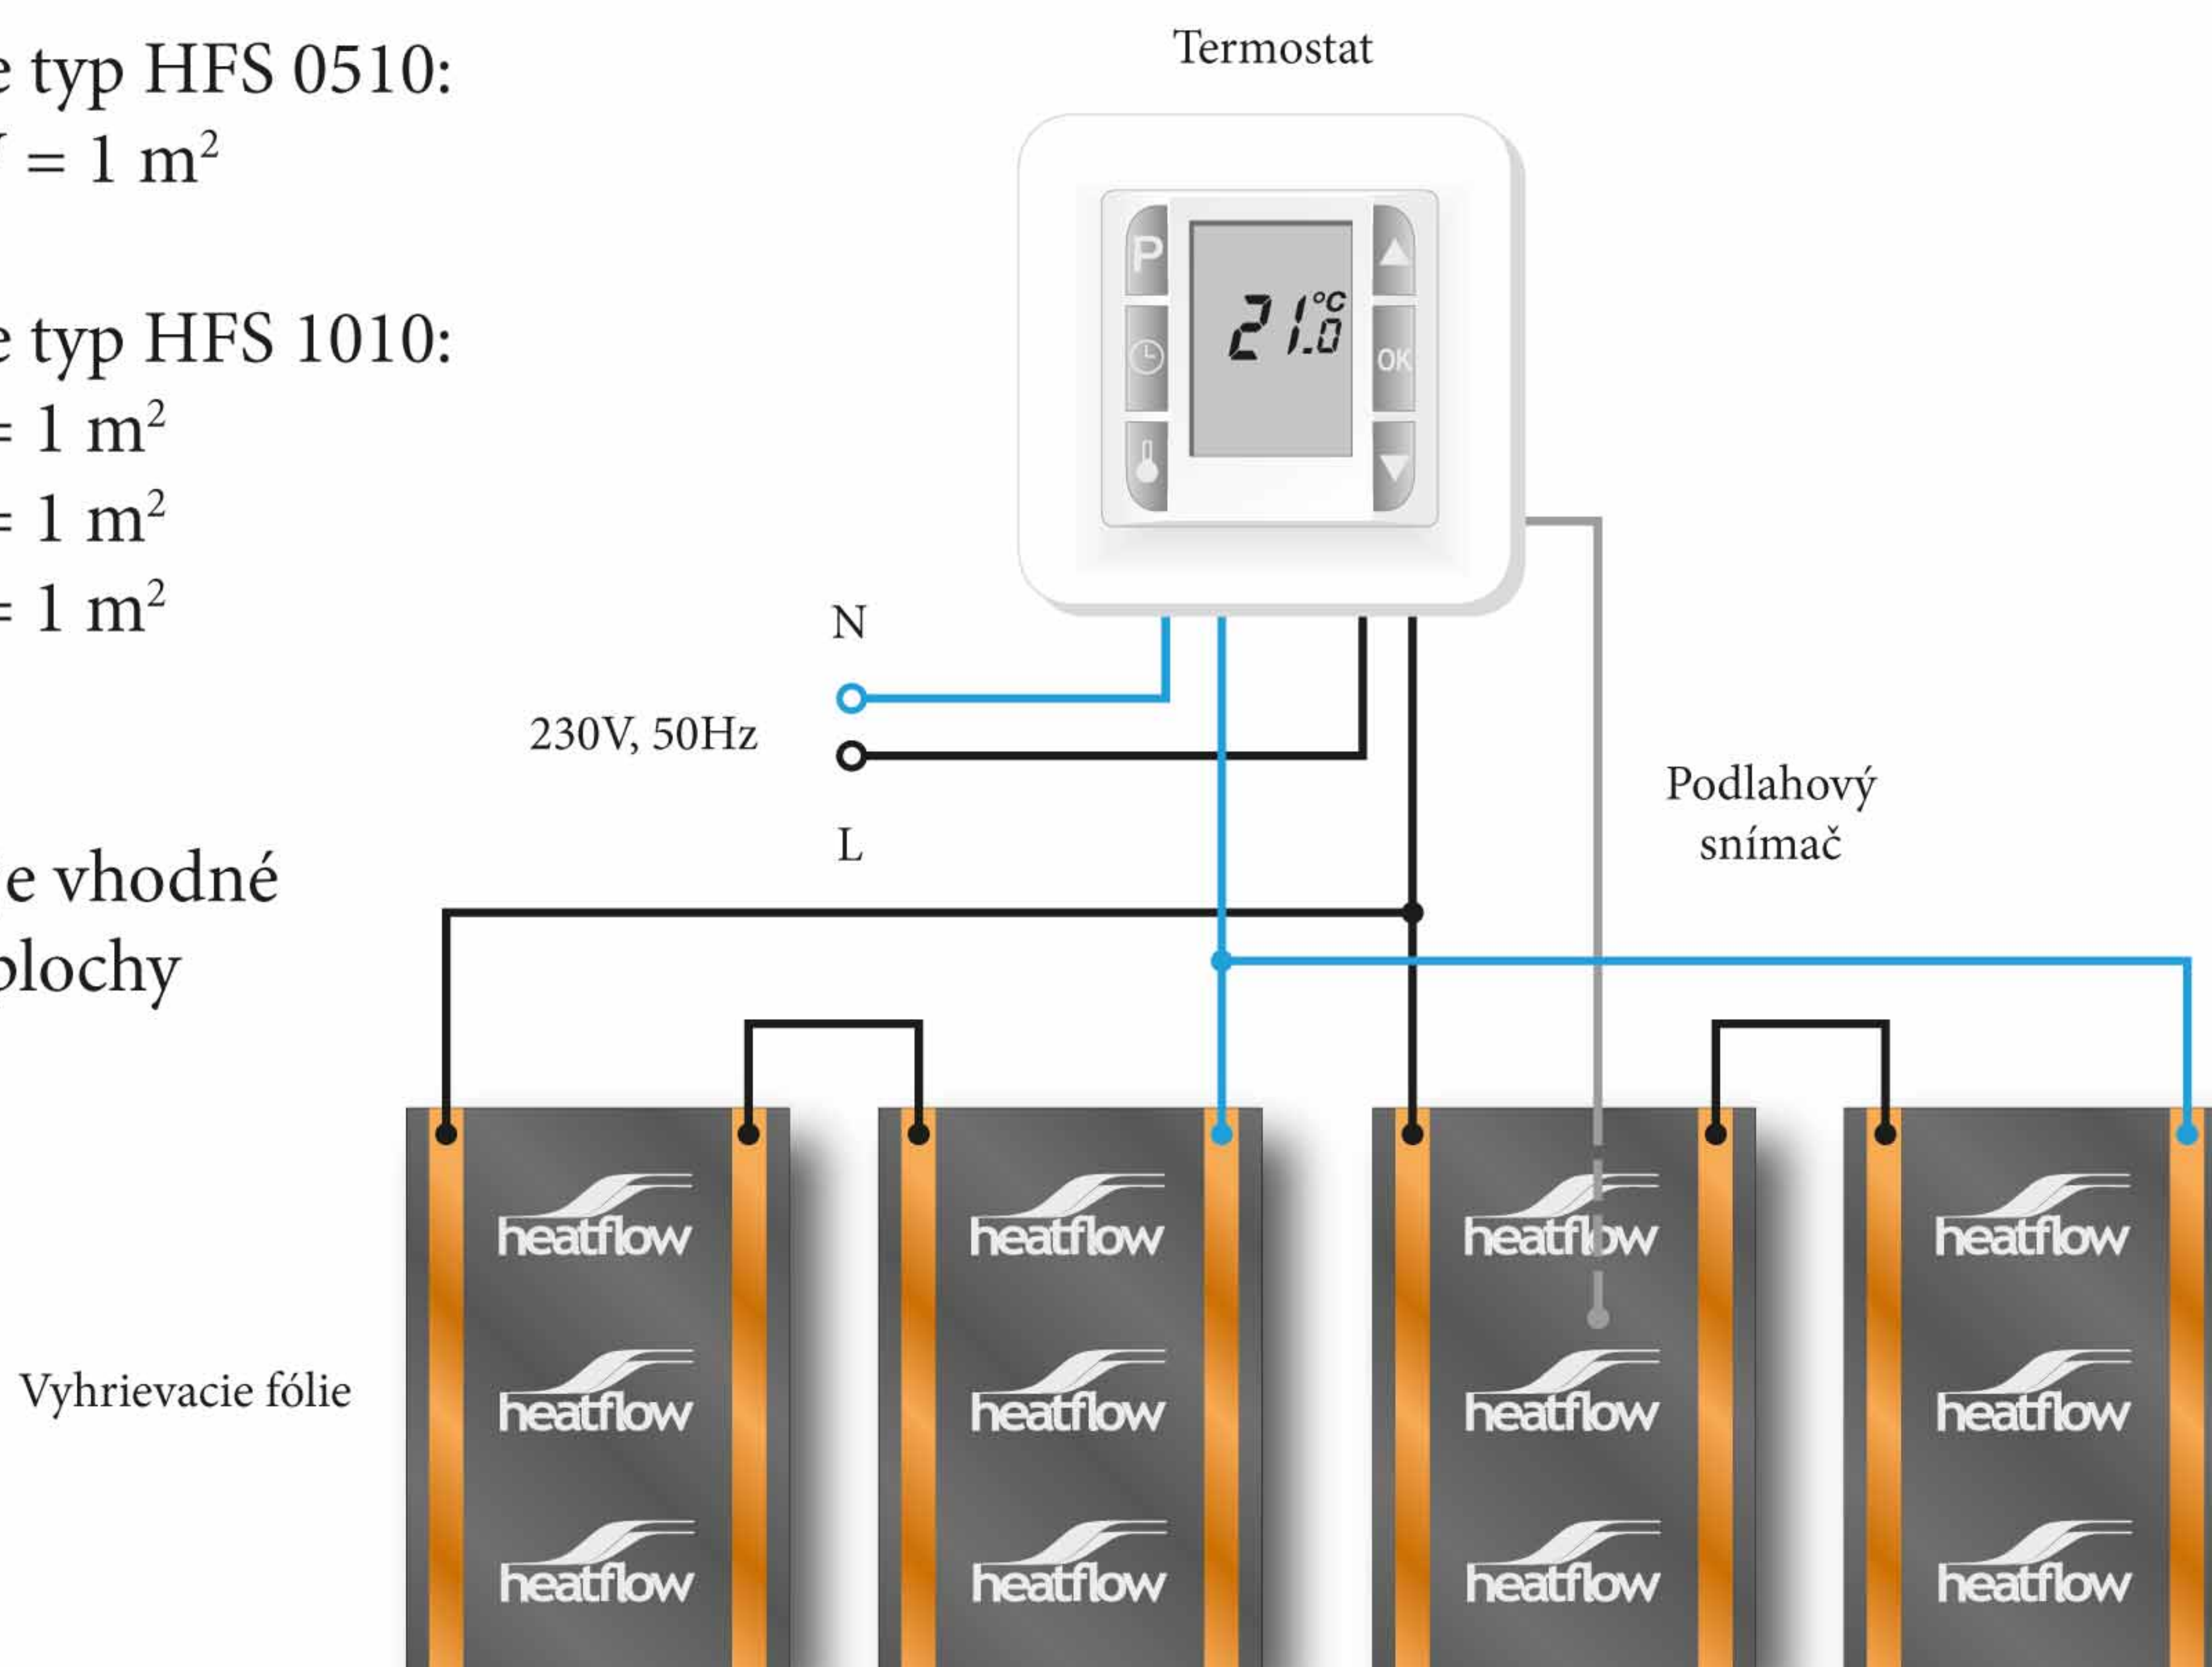 e typ HFS 0510:
= 1 m²
e typ HFS 1010:
= 1 m²
= 1 m²
= 1 m²
e vhodné
plochy
Termostat
P
21.0 °C
OK
N
230V, 50Hz
L
Podlahový
snímač
Vyhrievacie fólie
heatflow heatflow heatflow heatflow
heatflow heatflow heatflow heatflow
heatflow heatflow heatflow heatflow